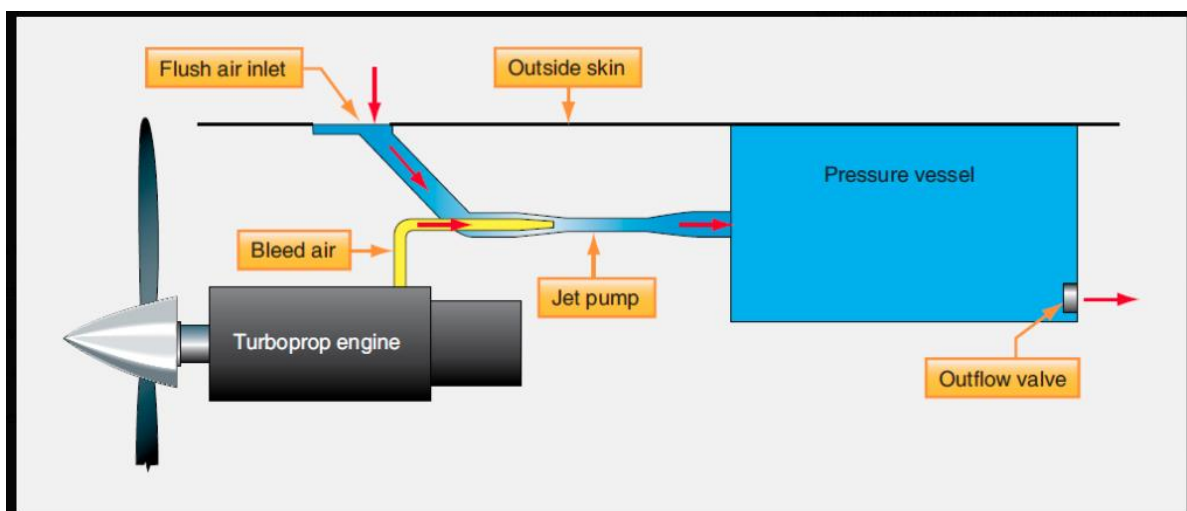 Flush air inlet
Outside skin
Pressure vessel
Bleed air
Jet pump
Turboprop engine
Outflow valve